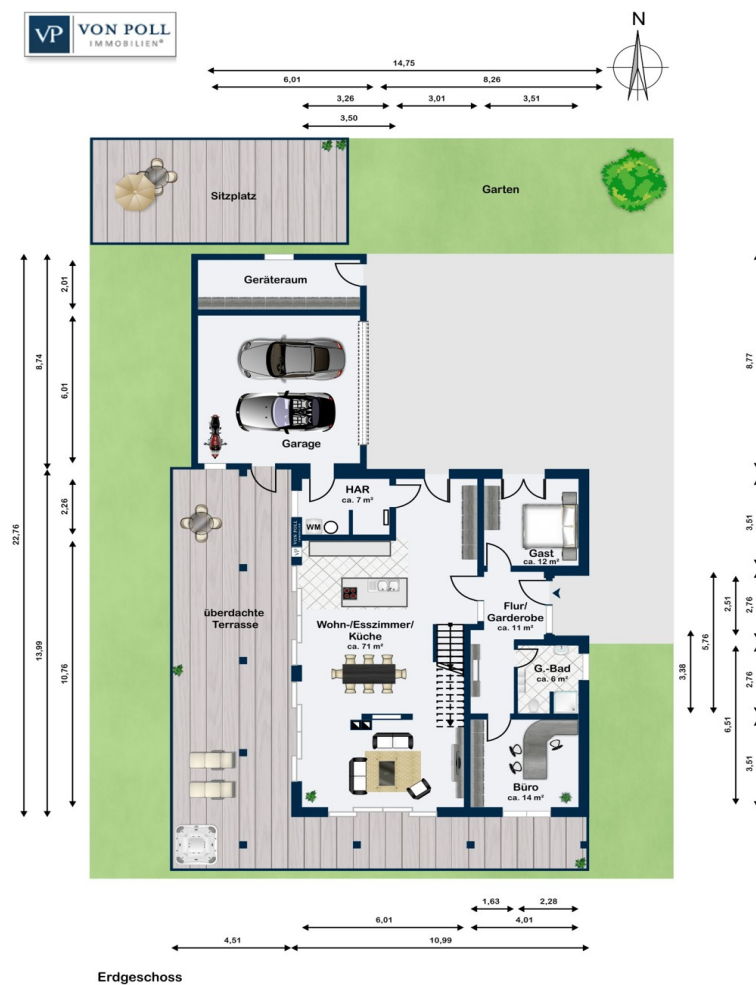 VP VON POLL
IMMOBILIEN®
N
14,75
6,01 8,26
3,26 3,01 3,51
3,50
Sitzplatz
Garten
Geräteraum
Garage
HAR
ca. 7 m²
WM
VP VON POLL
Gast
ca. 12 m²
überdachte
Terrasse
Wohn-/Esszimmer/
Küche
ca. 71 m²
Flur/
Garderobe
ca. 11 m²
G.-Bad
ca. 6 m²
Büro
ca. 14 m²
22,76
8,74
13,99
2,01
6,01
2,26
10,76
8,77
3,51
2,76
2,51
5,76
3,38
2,76
6,51
3,51
1,63 2,28
6,01 4,01
4,51 10,99
Erdgeschoss